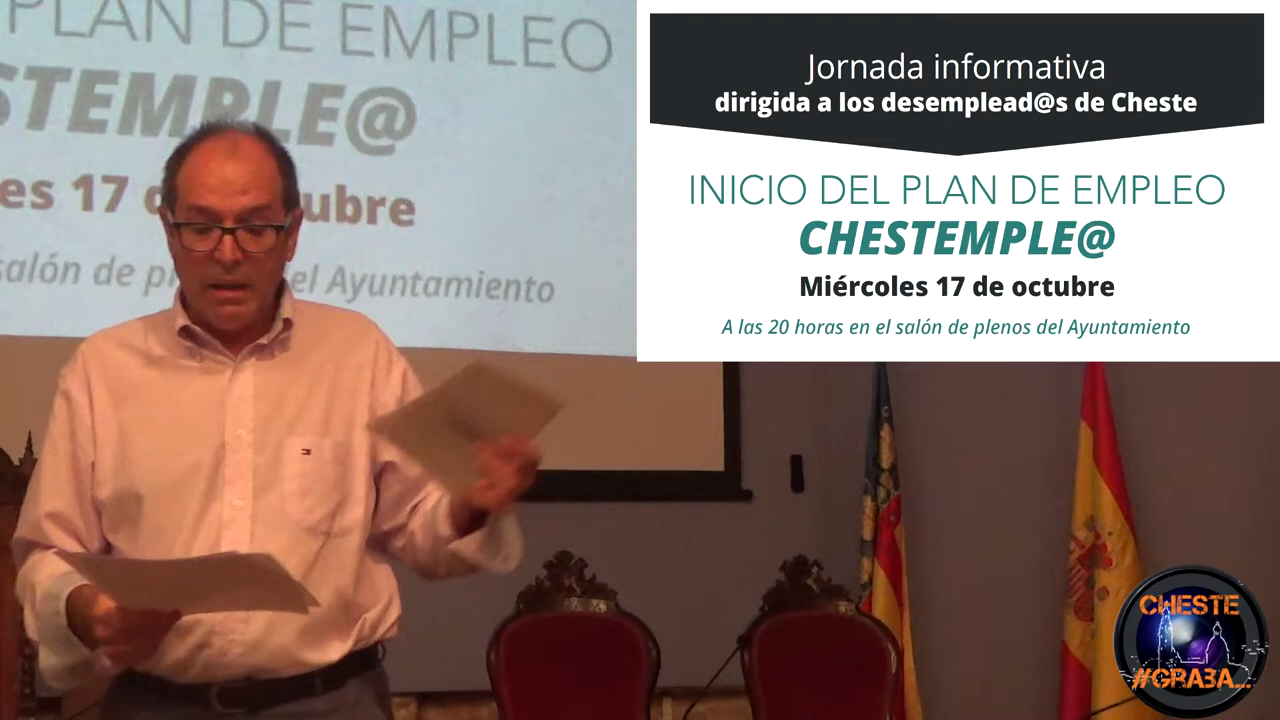 PLAN DE EMPLEO
STEMPLE@
es 17 d ubre
salón de pl el Ayuntamiento
Jornada informativa
dirigida a los desemplead@s de Cheste
INICIO DEL PLAN DE EMPLEO
CHESTEMPLE@
Miércoles 17 de octubre
A las 20 horas en el salón de plenos del Ayuntamiento
CHESTE
#GRABA...